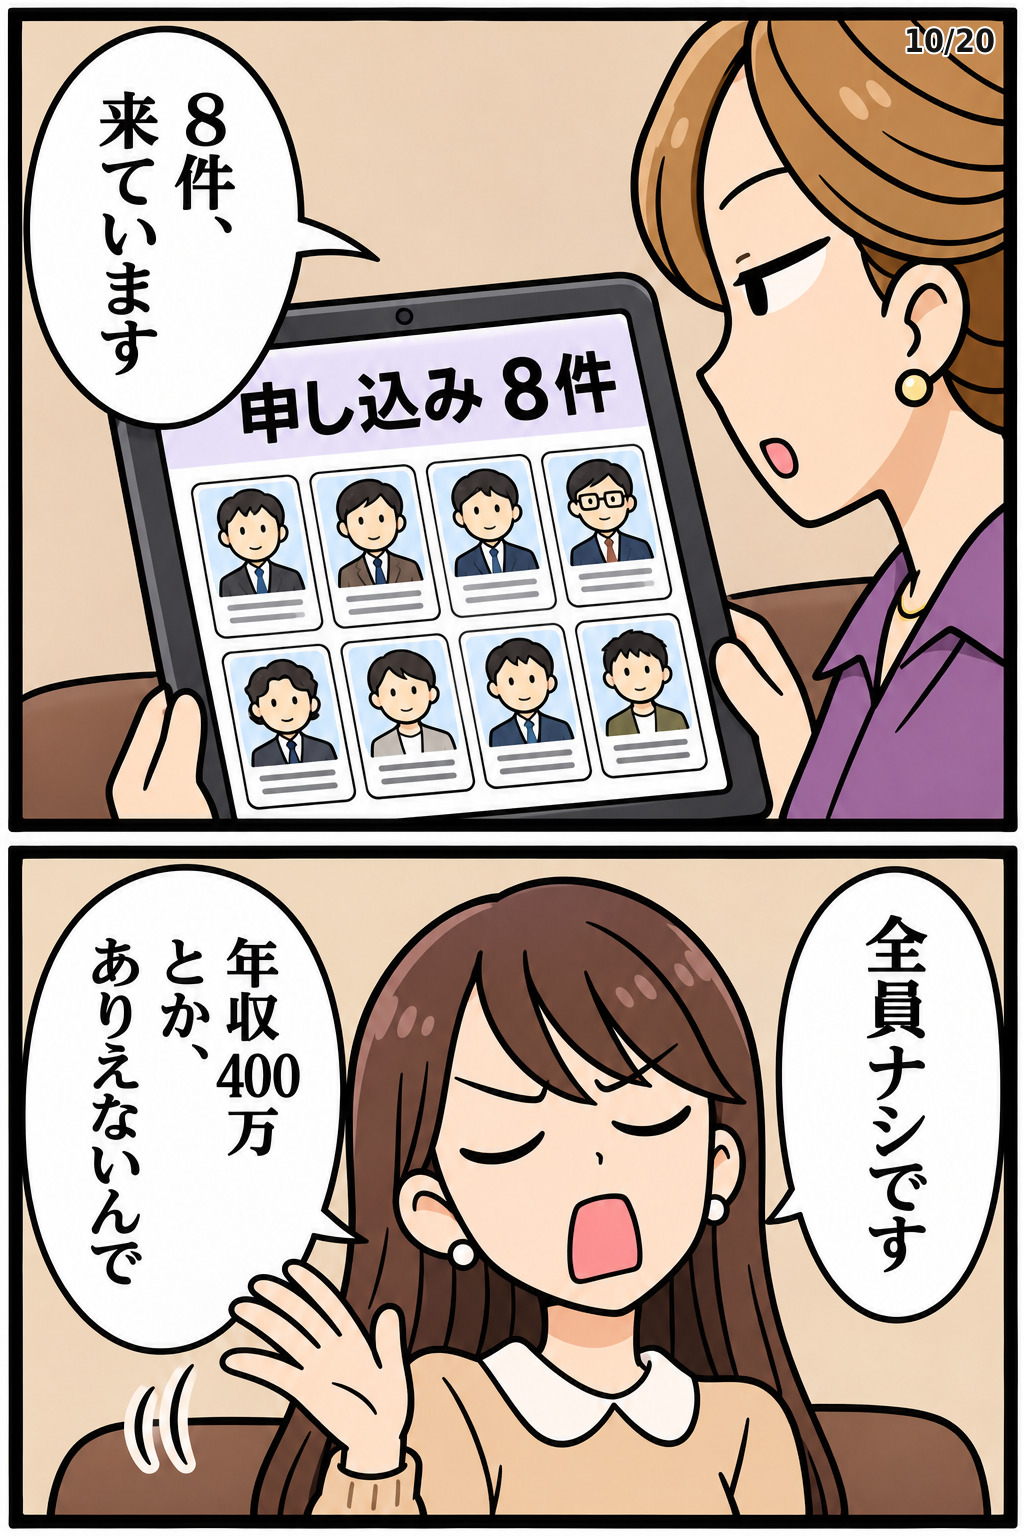 10/20
8件、
来ています
申し込み 8件
全員ナシです
年収400万
とか、
ありえないんで